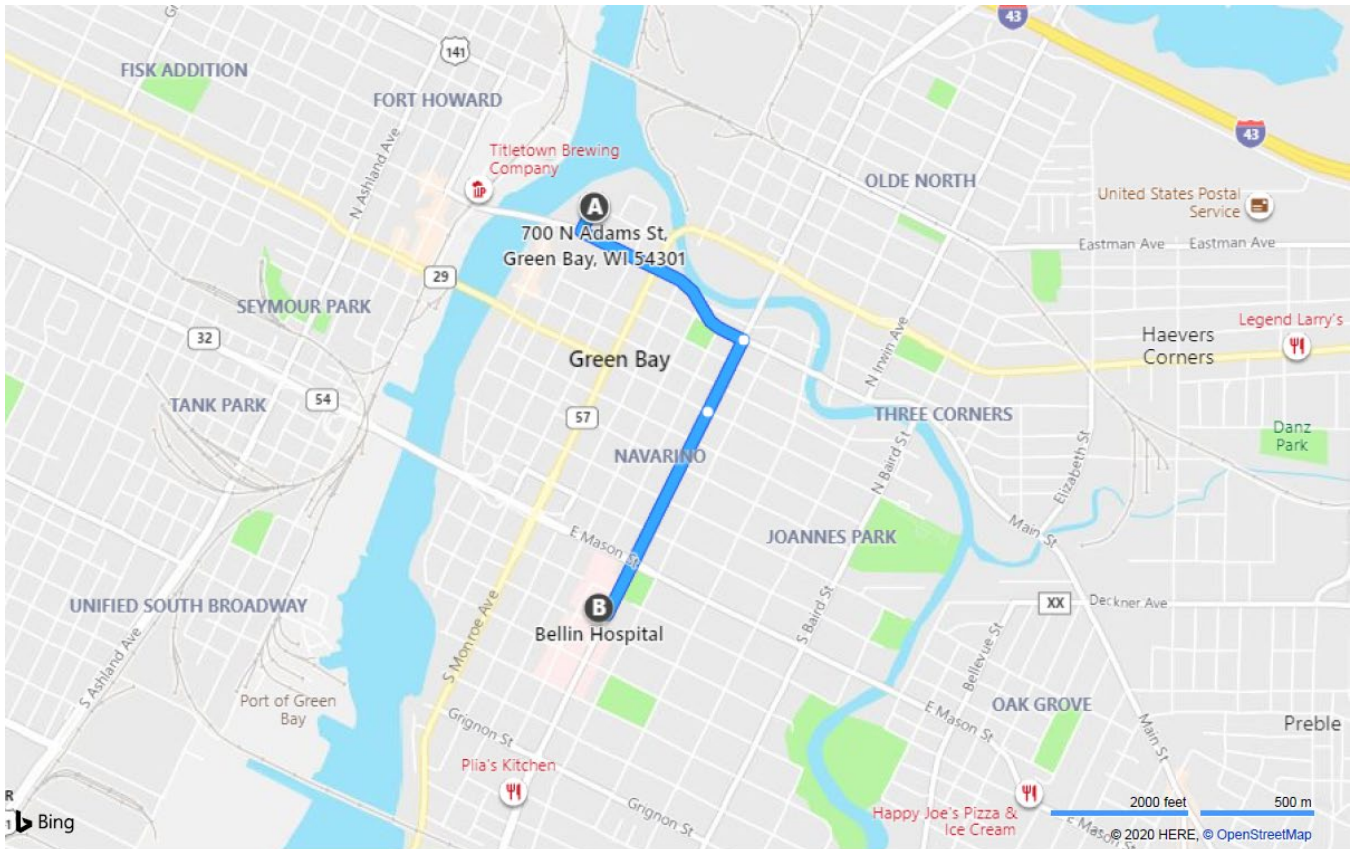 43
141
FISK ADDITION
FORT HOWARD
43
Titletown Brewing
Company
UP
OLDE NORTH
N Ashland Ave
United States Postal
Service
A
700 N Adams St,
Green Bay, WI 54301
Eastman Ave
Eastman Ave
29
SEYMOUR PARK
Legend Larry's
Haevers
Corners
32
N Irwin Ave
Green Bay
54
TANK PARK
57
THREE CORNERS
Danz
Park
NAVARINO
N Baird St
Elizabeth St
E Mason St
JOANNES PARK
Main St
UNIFIED SOUTH BROADWAY
B
Bellin Hospital
XX
Deckner Ave
S Monroe Ave
S Baird St
Bellevue St
S Ashland Ave
Port of Green
Bay
OAK GROVE
E Mason St
Main St
Preble
Grignon St
Plia's Kitchen
Grignon St
Happy Joe's Pizza &
Ice Cream
E Mason St
2000 feet
500 m
R
1
Bing
© 2020 HERE, © OpenStreetMap